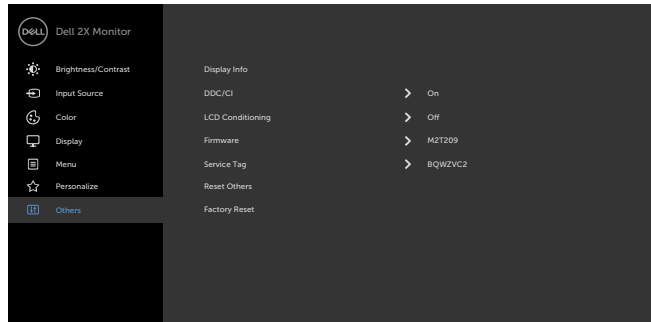 DELL Dell 2X Monitor
Brightness/Contrast Display Info
Input Source DDC/CI On
Color LCD Conditioning Off
Display Firmware M2T209
Menu Service Tag BQWZVC2
Personalize Reset Others
Others Factory Reset